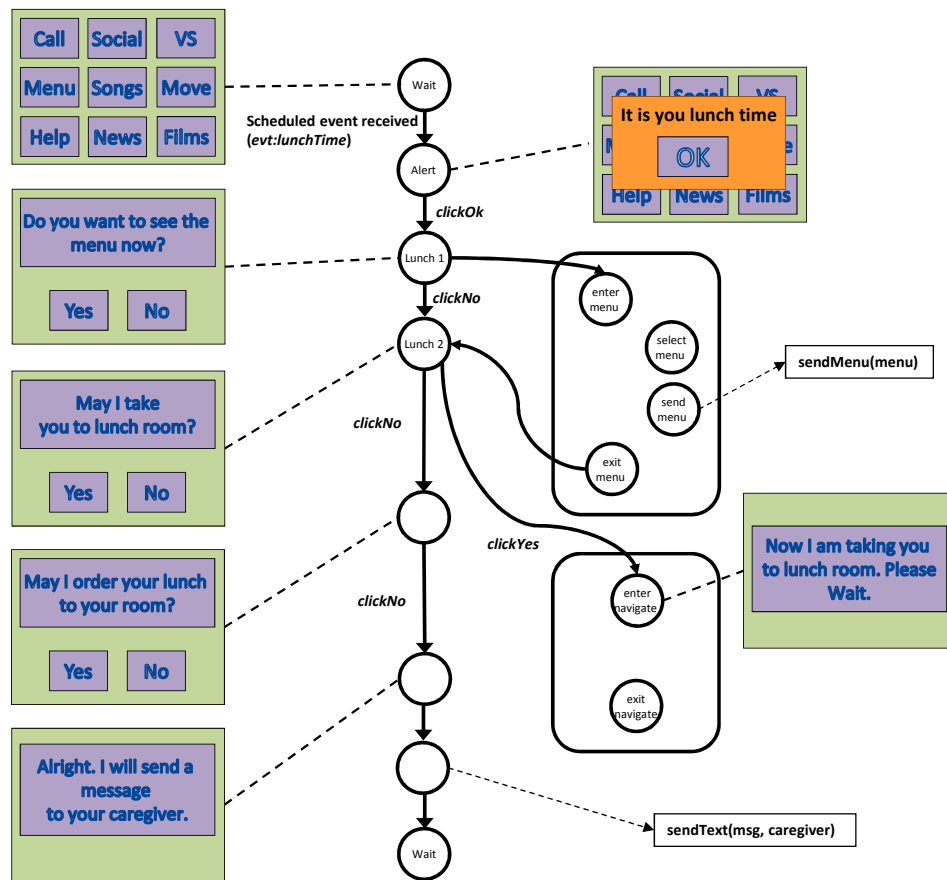 Call Social VS
Menu Songs Move
Help News Films
Wait
Scheduled event received
(evt:lunchTime)
Alert
Call Social VS
It is you lunch time
OK
M
e
Help News Films
clickOk
Do you want to see the
menu now?
Yes No
Lunch 1
clickNo
enter
menu
select
menu
send
menu
exit
menu
sendMenu(menu)
Lunch 2
May I take
you to lunch room?
Yes No
clickNo
clickYes
Now I am taking you
to lunch room. Please
Wait.
enter
navigate
exit
navigate
May I order your lunch
to your room?
Yes No
clickNo
Alright. I will send a
message
to your caregiver.
sendText(msg, caregiver)
Wait